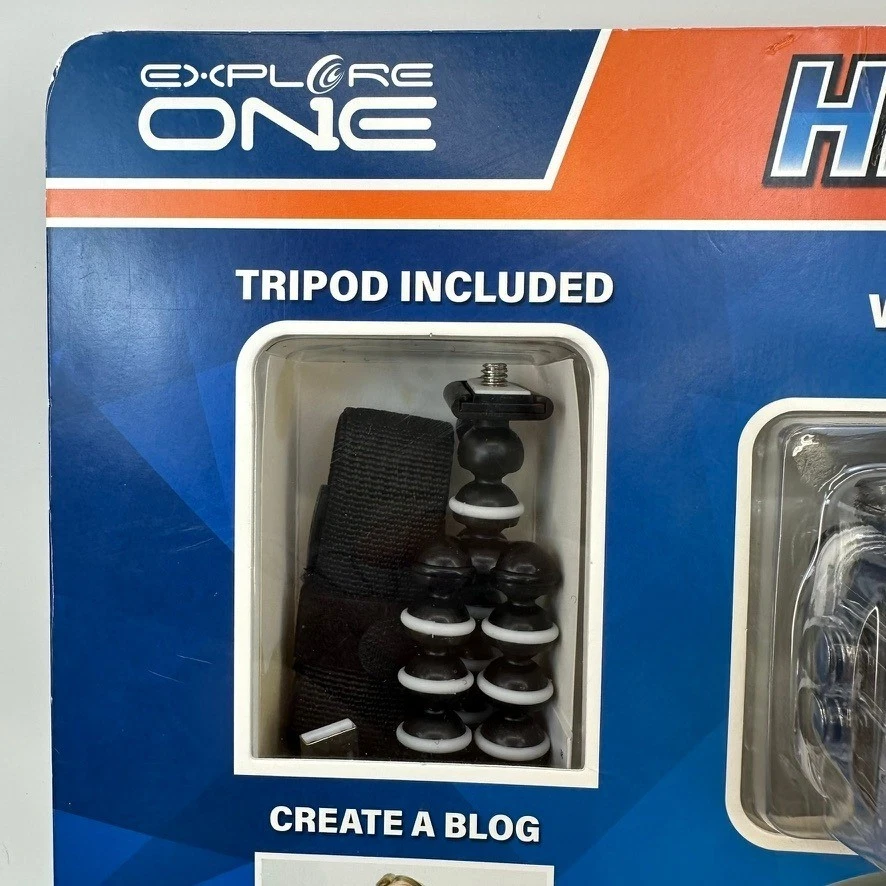 EXPLORE
ONE
TRIPOD INCLUDED
CREATE A BLOG